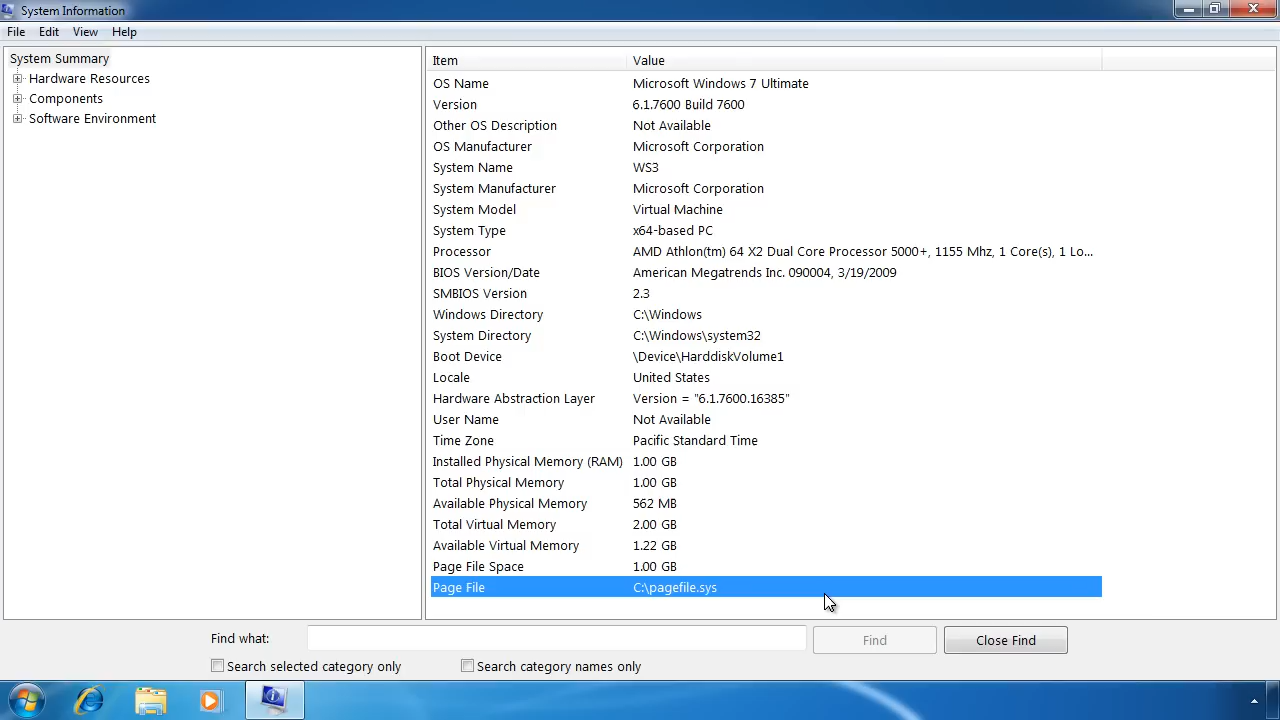 System Information
File Edit View Help
System Summary
Hardware Resources
Components
Software Environment
Item Value
OS Name Microsoft Windows 7 Ultimate
Version 6.1.7600 Build 7600
Other OS Description Not Available
OS Manufacturer Microsoft Corporation
System Name WS3
System Manufacturer Microsoft Corporation
System Model Virtual Machine
System Type x64-based PC
Processor AMD Athlon(tm) 64 X2 Dual Core Processor 5000+, 1155 Mhz, 1 Core(s), 1 Lo...
BIOS Version/Date American Megatrends Inc. 090004, 3/19/2009
SMBIOS Version 2.3
Windows Directory C:\Windows
System Directory C:\Windows\system32
Boot Device \Device\HarddiskVolume1
Locale United States
Hardware Abstraction Layer Version = "6.1.7600.16385"
User Name Not Available
Time Zone Pacific Standard Time
Installed Physical Memory (RAM) 1.00 GB
Total Physical Memory 1.00 GB
Available Physical Memory 562 MB
Total Virtual Memory 2.00 GB
Available Virtual Memory 1.22 GB
Page File Space 1.00 GB
Page File C:\pagefile.sys
Find what: Find Close Find
Search selected category only Search category names only